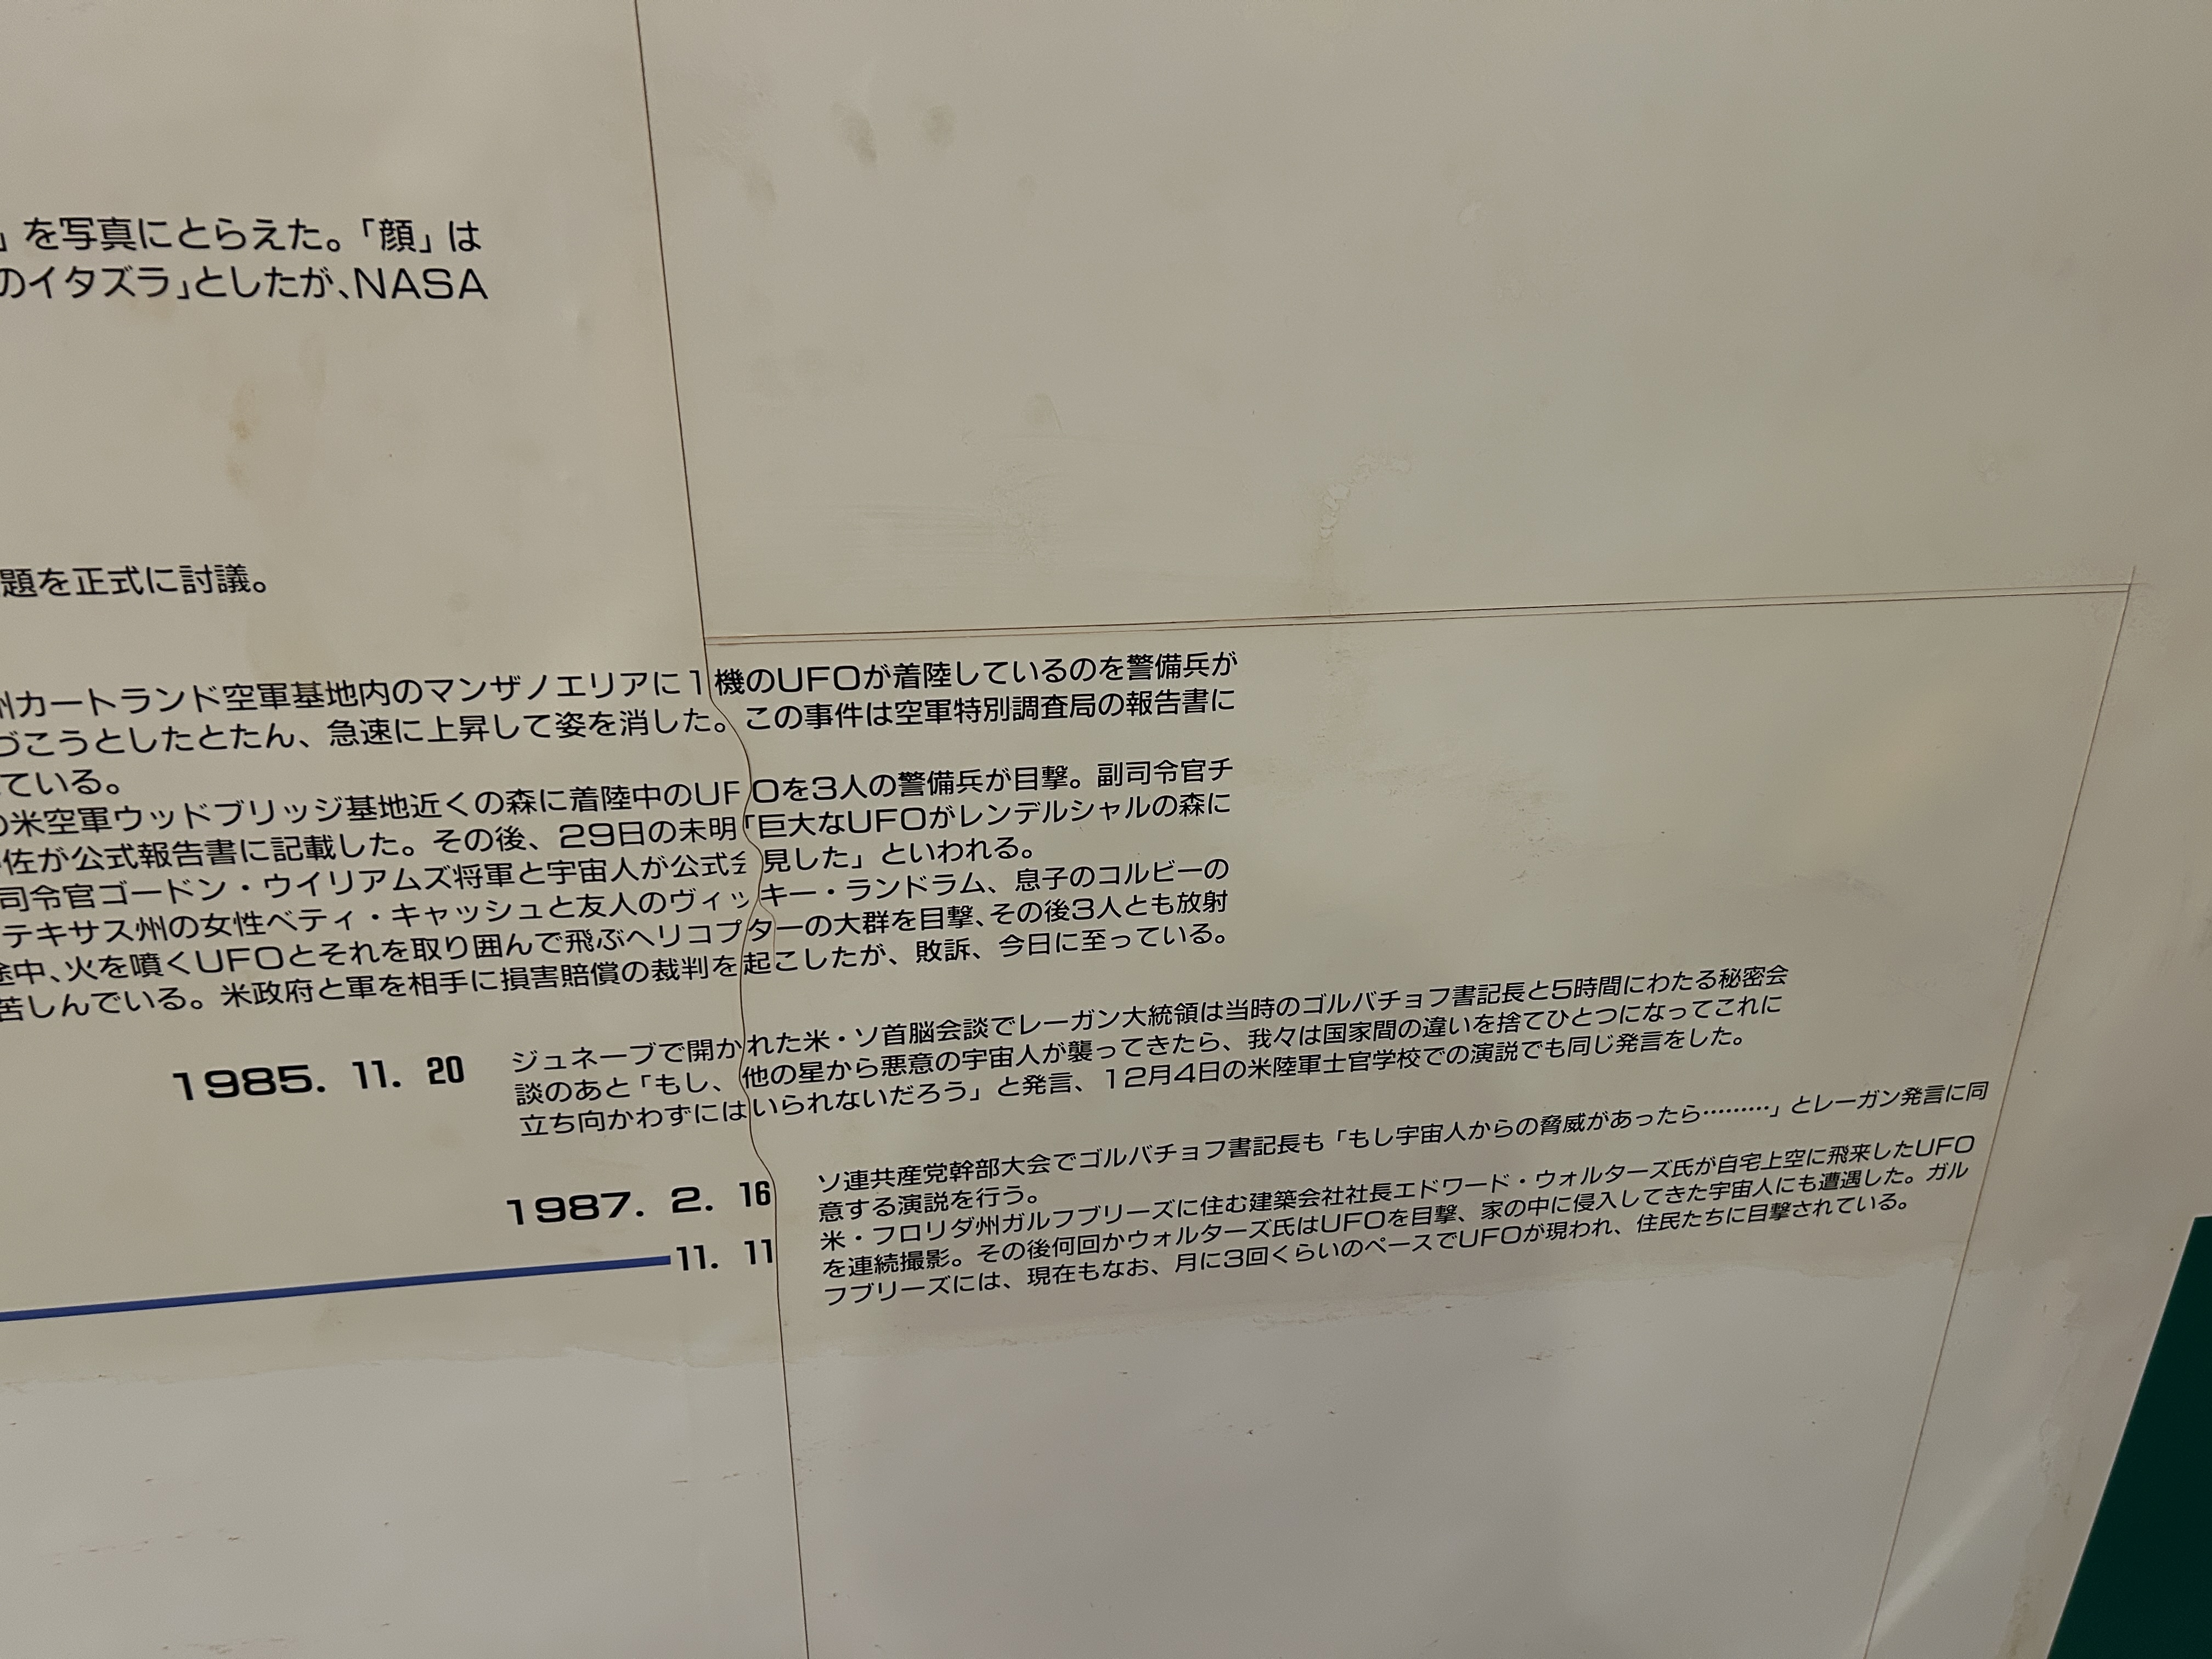 」を写真にとらえた。「顔」は
のイタズラ」としたが、NASA
題を正式に討議。
州カートランド空軍基地内のマンザノエリアに1機のUFOが着陸しているのを警備兵が
づこうとしたとたん、急速に上昇して姿を消した。この事件は空軍特別調査局の報告書に
ている。
の米空軍ウッドブリッジ基地近くの森に着陸中のUFOを3人の警備兵が目撃。副司令官チ
佐が公式報告書に記載した。その後、29日の未明「巨大なUFOがレンデルシャルの森に
司令官ゴードン・ウイリアムズ将軍と宇宙人が公式会見した」といわれる。
テキサス州の女性ベティ・キャッシュと友人のヴィッキー・ランドラム、息子のコルビーの
途中、火を噴くUFOとそれを取り囲んで飛ぶヘリコプターの大群を目撃、その後3人とも放射
苦しんでいる。米政府と軍を相手に損害賠償の裁判を起こしたが、敗訴、今日に至っている。
1985. 11. 20 ジュネーブで開かれた米・ソ首脳会談でレーガン大統領は当時のゴルバチョフ書記長と5時間にわたる秘密会
談のあと「もし、他の星から悪意の宇宙人が襲ってきたら、我々は国家間の違いを捨てひとつになってこれに
立ち向かわずにはいられないだろう」と発言、12月4日の米陸軍士官学校での演説でも同じ発言をした。
1987. 2. 16 ソ連共産党幹部大会でゴルバチョフ書記長も「もし宇宙人からの脅威があったら………」とレーガン発言に同
意する演説を行う。
11. 11 米・フロリダ州ガルフブリーズに住む建築会社社長エドワード・ウォルターズ氏が自宅上空に飛来したUFO
を連続撮影。その後何回かウォルターズ氏はUFOを目撃、家の中に侵入してきた宇宙人にも遭遇した。ガル
フブリーズには、現在もなお、月に3回くらいのペースでUFOが現われ、住民たちに目撃されている。